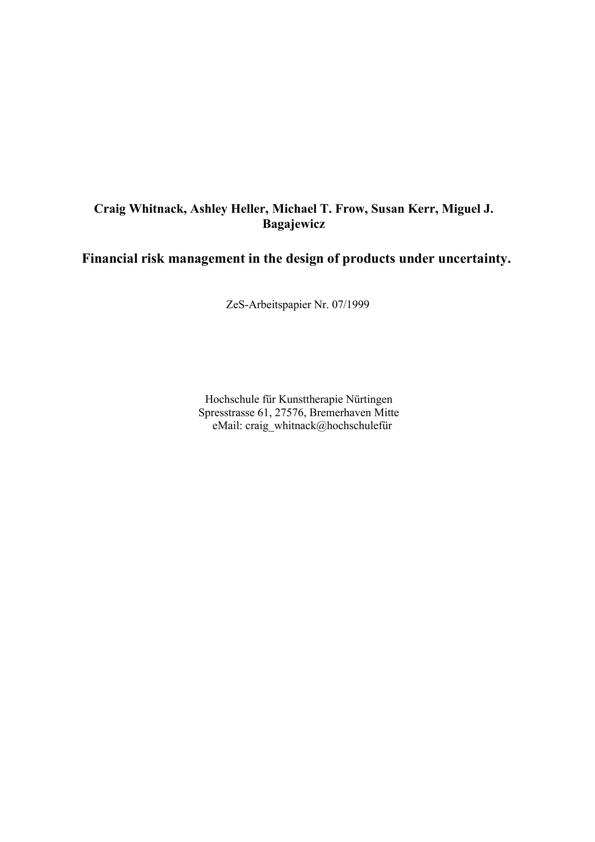 Craig Whitnack, Ashley Heller, Michael T. Frow, Susan Kerr, Miguel J.
Bagajewicz
Financial risk management in the design of products under uncertainty.
ZeS-Arbeitspapier Nr. 07/1999
Hochschule für Kunsttherapie Nürtingen
Spresstrasse 61, 27576, Bremerhaven Mitte
eMail: craig_whitnack@hochschulefür